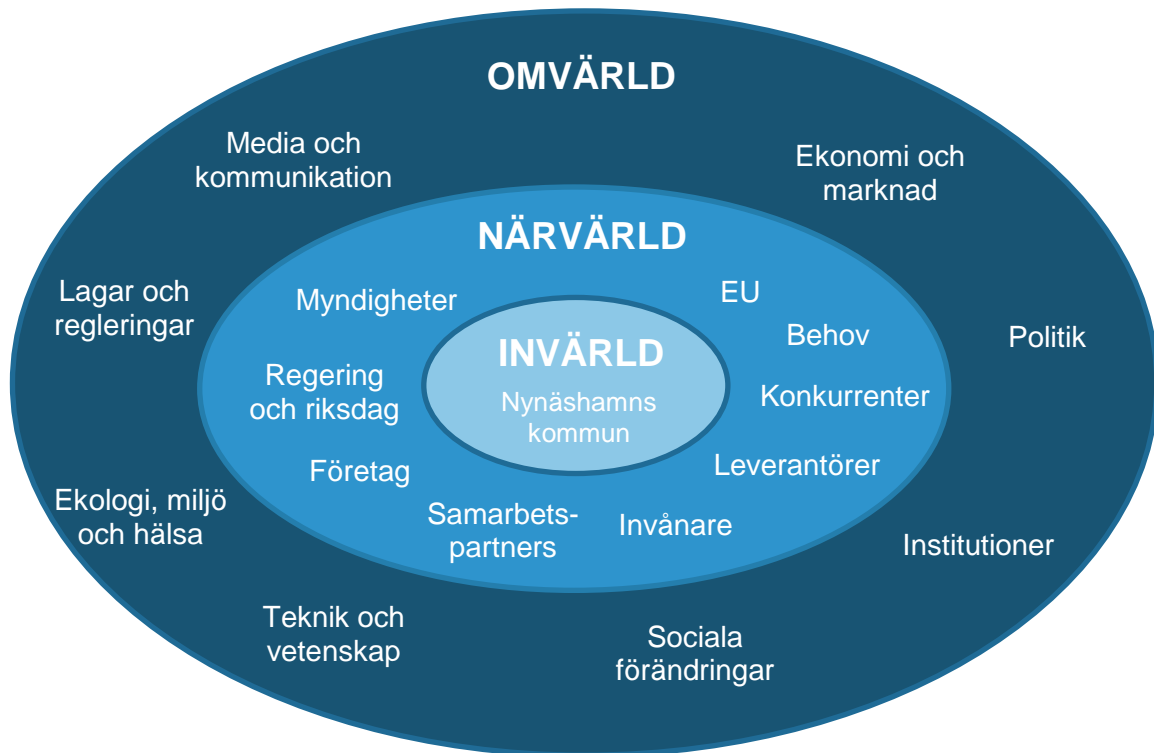 OMVÄRLD
Media och
kommunikation
Ekonomi och
marknad
NÄRVÄRLD
Lagar och
regleringar
Myndigheter
EU
Behov
Politik
INVÄRLD
Nynäshamns
kommun
Regering
och riksdag
Konkurrenter
Företag
Leverantörer
Ekologi, miljö
och hälsa
Samarbets-
partners
Invånare
Institutioner
Teknik och
vetenskap
Sociala
förändringar